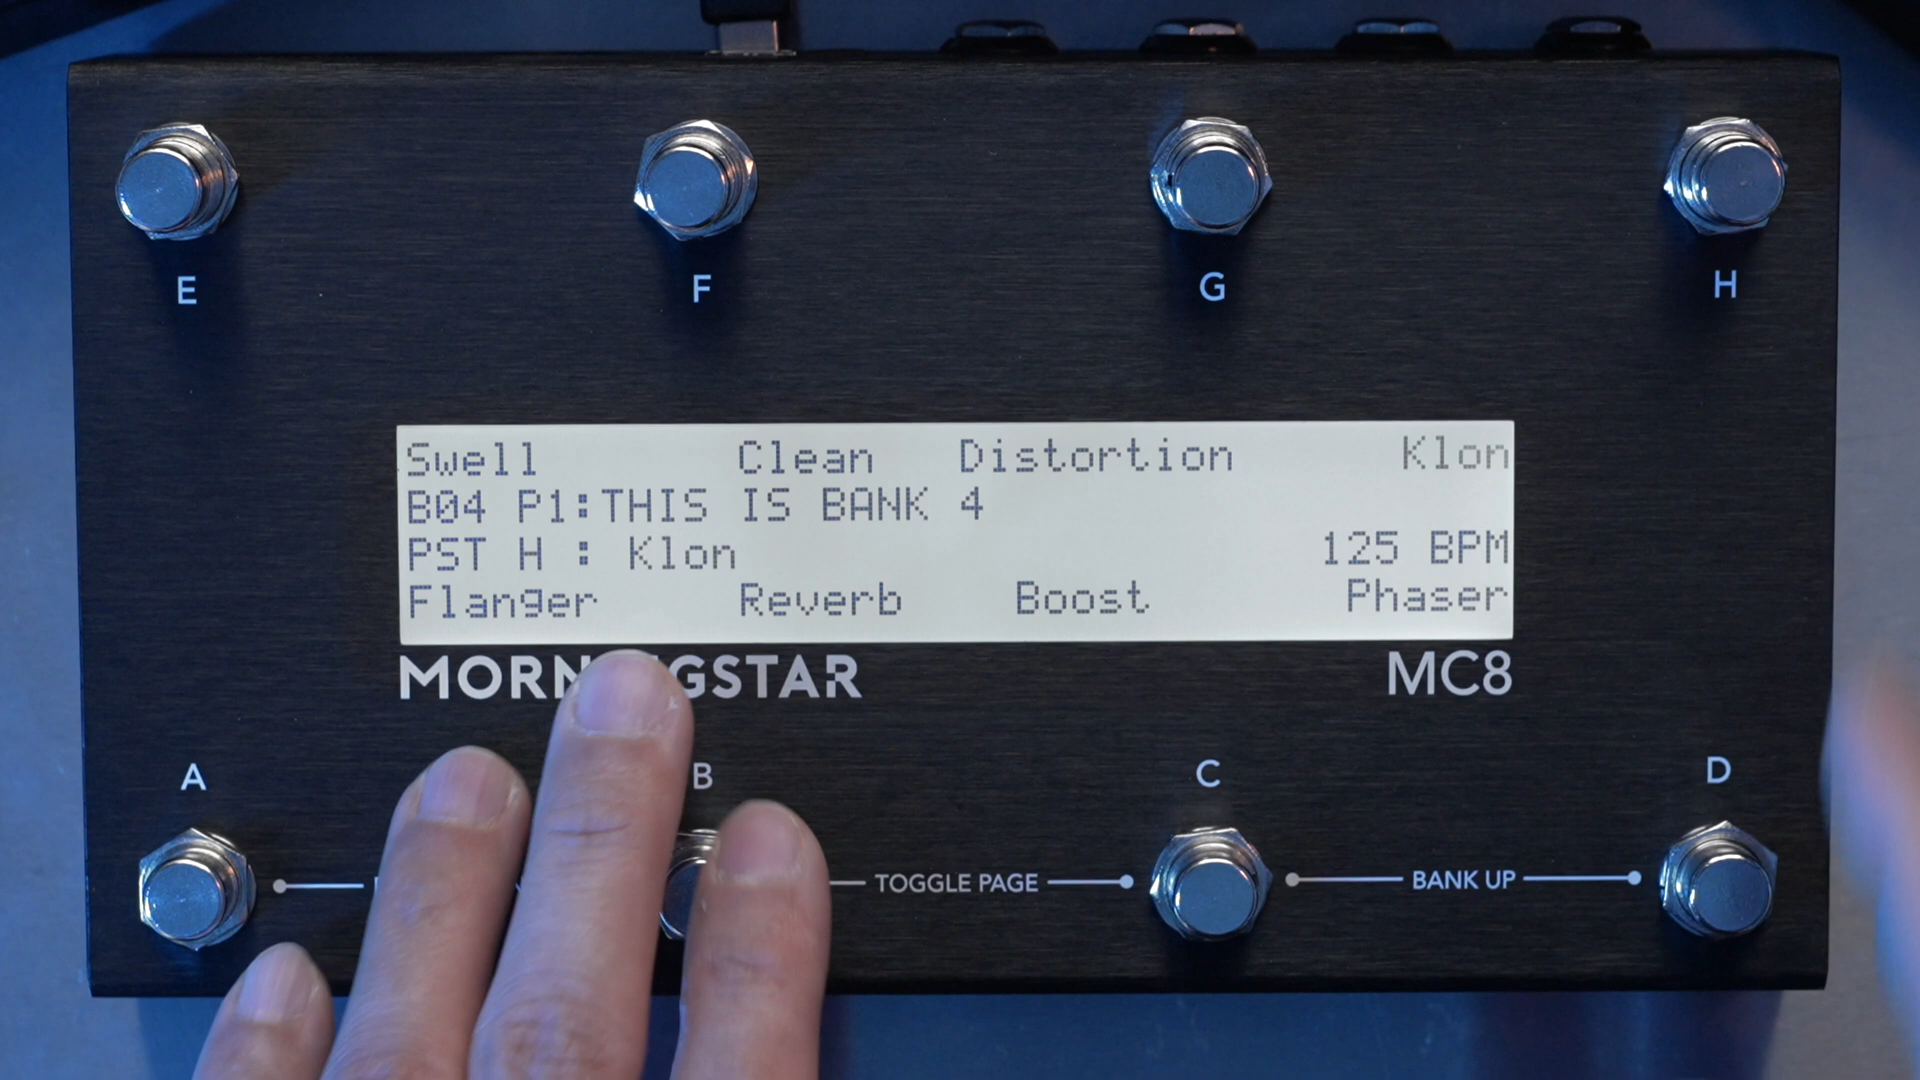 E F G H
Swell Clean Distortion Klon
B04 P1:THIS IS BANK 4
PST H : Klon 125 BPM
Flanger Reverb Boost Phaser
MC8
A B C D
TOGGLE PAGE BANK UP